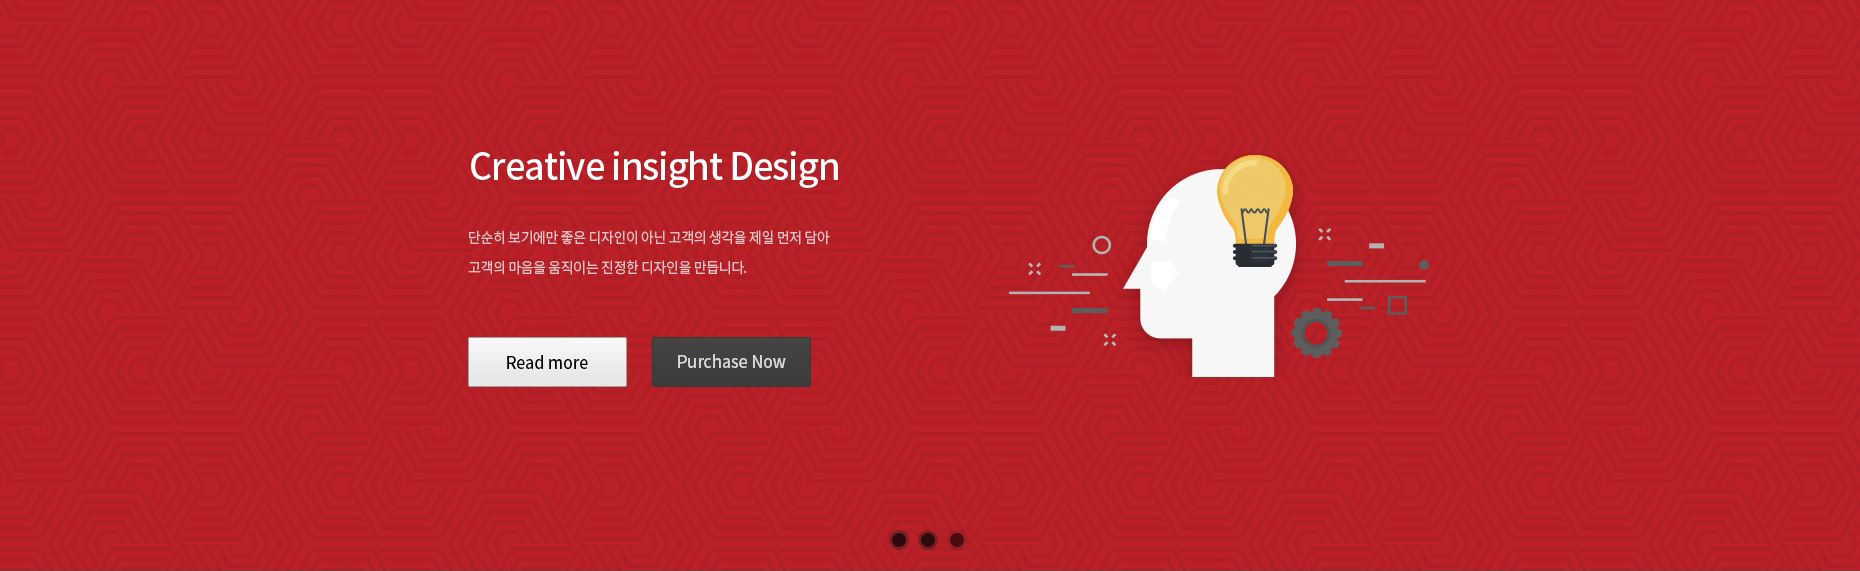 Creative insight Design
단순히 보기에만 좋은 디자인이 아닌 고객의 생각을 제일 먼저 담아
고객의 마음을 움직이는 진정한 디자인을 만듭니다.
Read more
Purchase Now